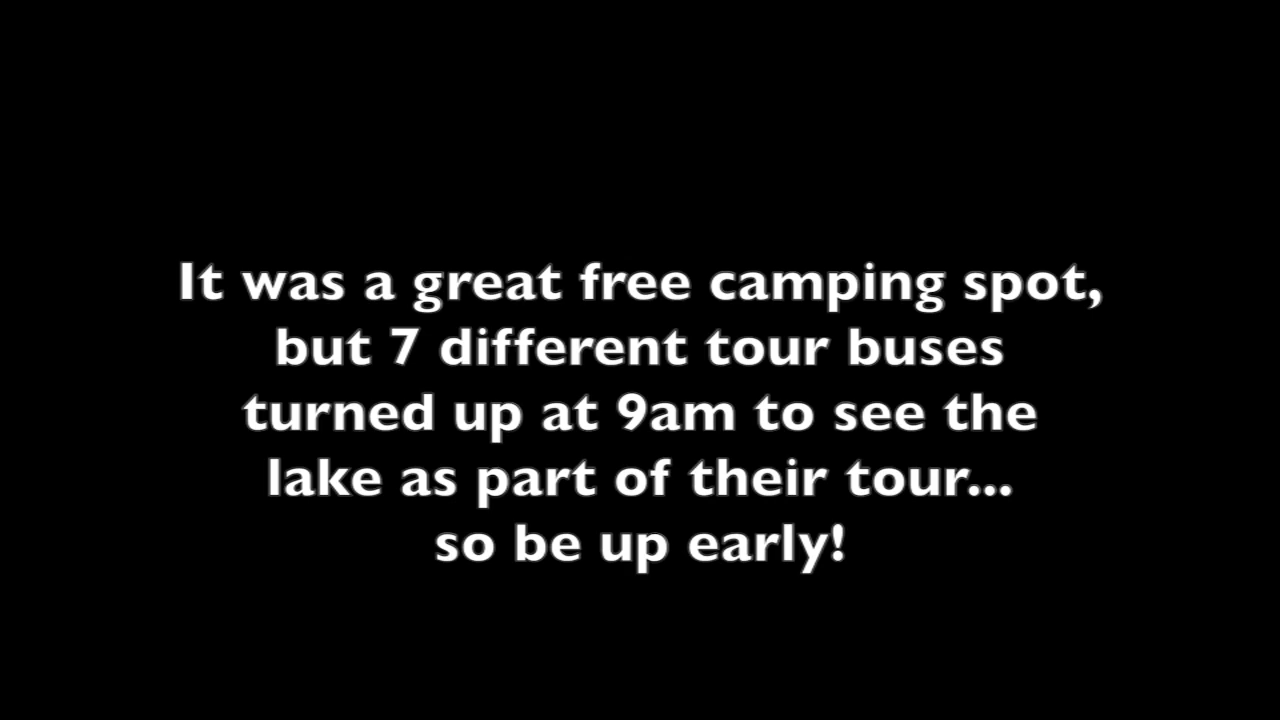 It was a great free camping spot,
but 7 different tour buses
turned up at 9am to see the
lake as part of their tour...
so be up early!